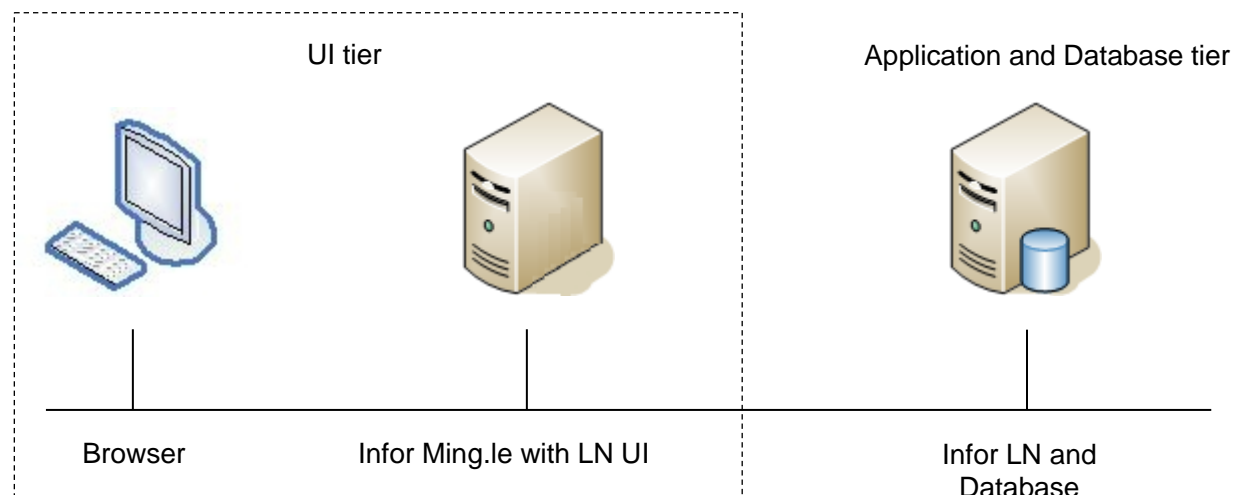 UI tier
Application and Database tier
Browser
Infor Ming.le with LN UI
Infor LN and
Database